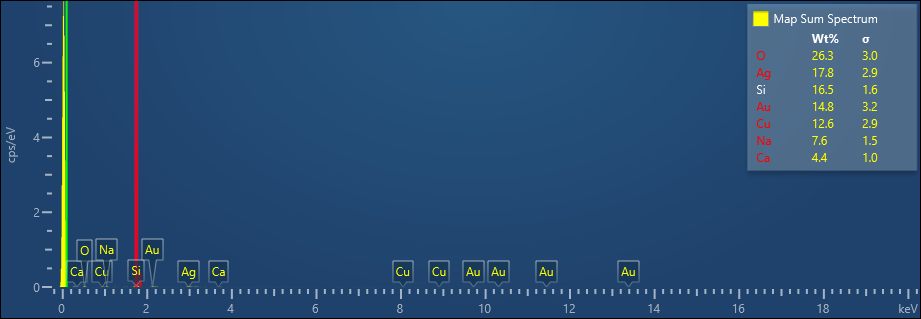 Map Sum Spectrum
Wt% σ
O 26.3 3.0
Ag 17.8 2.9
Si 16.5 1.6
Au 14.8 3.2
Cu 12.6 2.9
Na 7.6 1.5
Ca 4.4 1.0
6
4
cps/eV
2
O Na Au
Ca Cu Si Ag Ca Cu Cu Au Au Au Au
0
0 2 4 6 8 10 12 14 16 18 keV